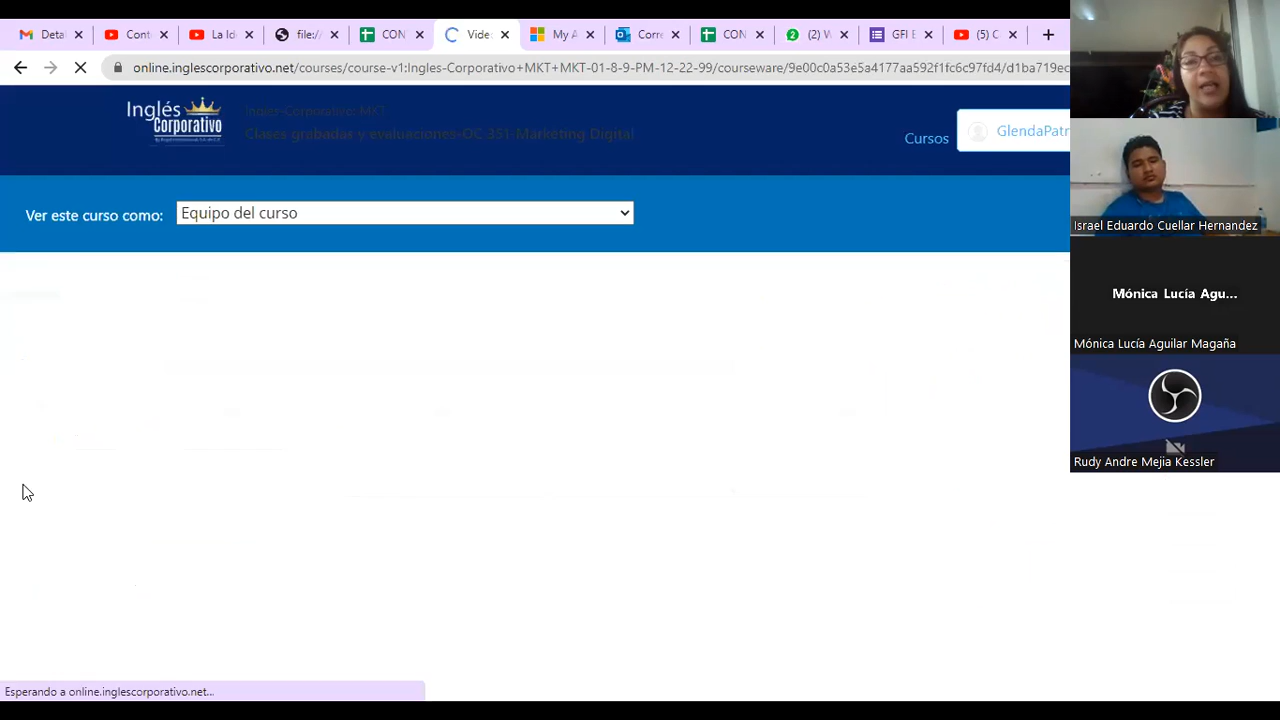 Deta
Cont
La Id
file:/
CON
Vide
My A
Corre
CON
(2) W
GFI E
(5) C
online.inglescorporativo.net/courses/course-v1:Ingles-Corporativo+MKT+MKT-01-8-9-PM-12-22-99/courseware/9e00c0a53e5a4177aa592f1fc6c97fd4/d1ba719ec
Inglés
Corporativo
Ingles-Corporativo: MKT
Clases grabadas y evaluaciones-OC 351 Marketing Digital
Cursos
GlendaPatr
Ver este curso como:
Equipo del curso
Israel Eduardo Cuellar Hernandez
Mónica Lucía Agu...
Mónica Lucía Aguilar Magaña
Rudy Andre Mejia Kessler
Esperando a online.inglescorporativo.net...